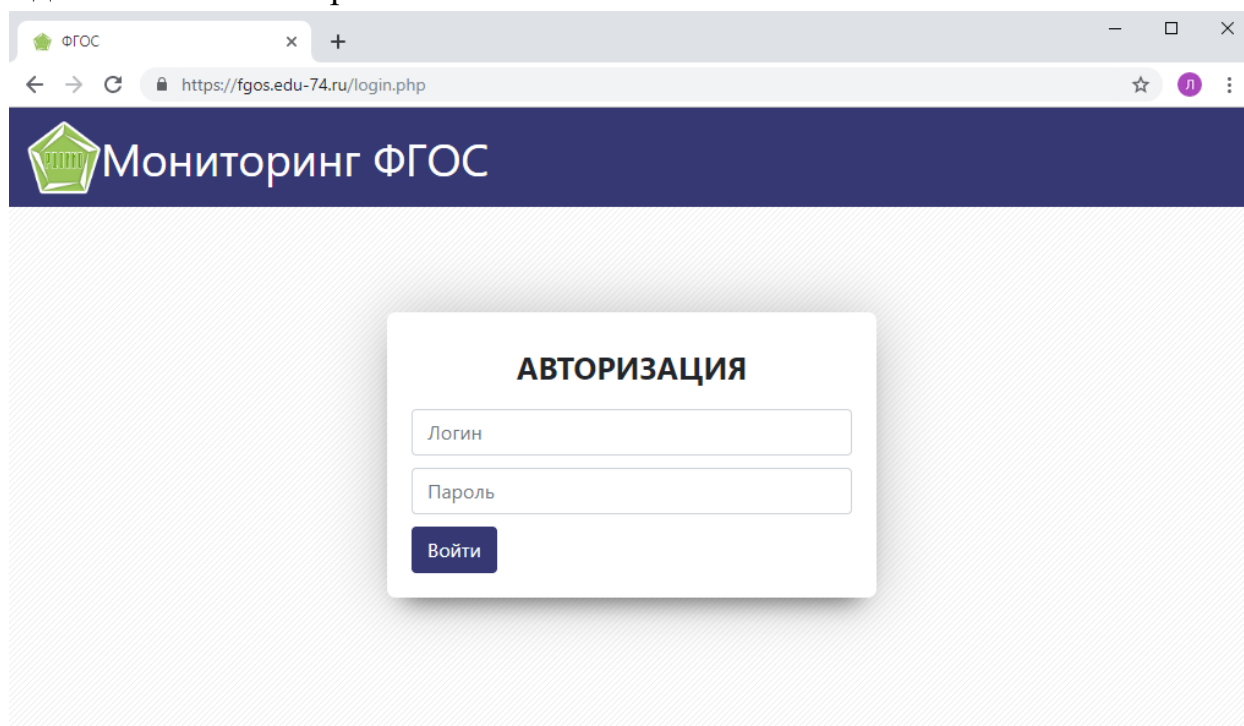 ФГОС
https://fgos.edu-74.ru/login.php
Л
Мониторинг ФГОС
АВТОРИЗАЦИЯ
Логин
Пароль
Войти